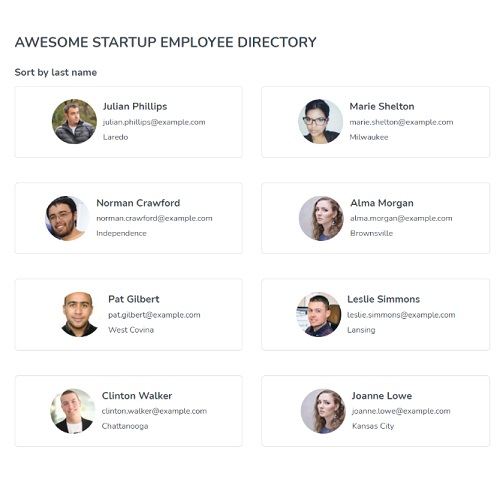 AWESOME STARTUP EMPLOYEE DIRECTORY
Sort by last name
Julian Phillips
julian.phillips@example.com
Laredo
Marie Shelton
marie.shelton@example.com
Milwaukee
Norman Crawford
norman.crawford@example.com
Independence
Alma Morgan
alma.morgan@example.com
Brownsville
Pat Gilbert
pat.gilbert@example.com
West Covina
Leslie Simmons
leslie.simmons@example.com
Lansing
Clinton Walker
clinton.walker@example.com
Chattanooga
Joanne Lowe
joanne.lowe@example.com
Kansas City